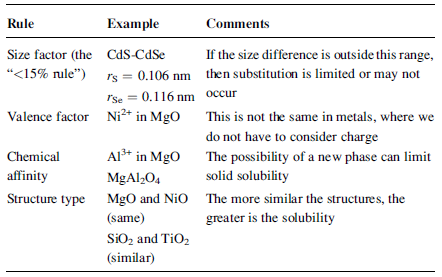 Rule Example Comments
Size factor (the CdS-CdSe If the size difference is outside this range,
“<15% rule”) rS = 0.106 nm then substitution is limited or may not
rSe = 0.116 nm occur
Valence factor Ni²⁺ in MgO This is not the same in metals, where we
do not have to consider charge
Chemical Al³⁺ in MgO The possibility of a new phase can limit
affinity MgAl₂O₄ solid solubility
Structure type MgO and NiO The more similar the structures, the
(same) greater is the solubility
SiO₂ and TiO₂
(similar)